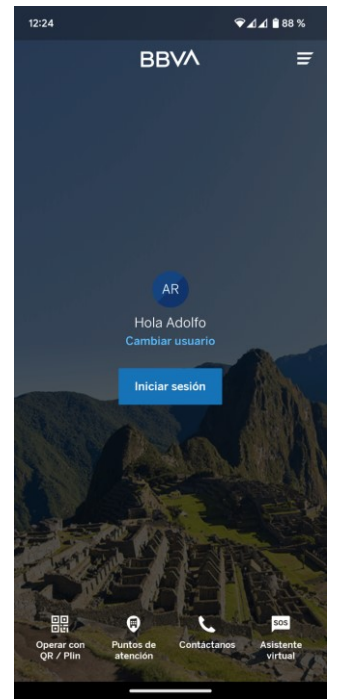 12:24
88 %
BBVA
AR
Hola Adolfo
Cambiar usuario
Iniciar sesión
SOS
Operar con
QR / Plin
Puntos de
atención
Contáctanos
Asistente
virtual